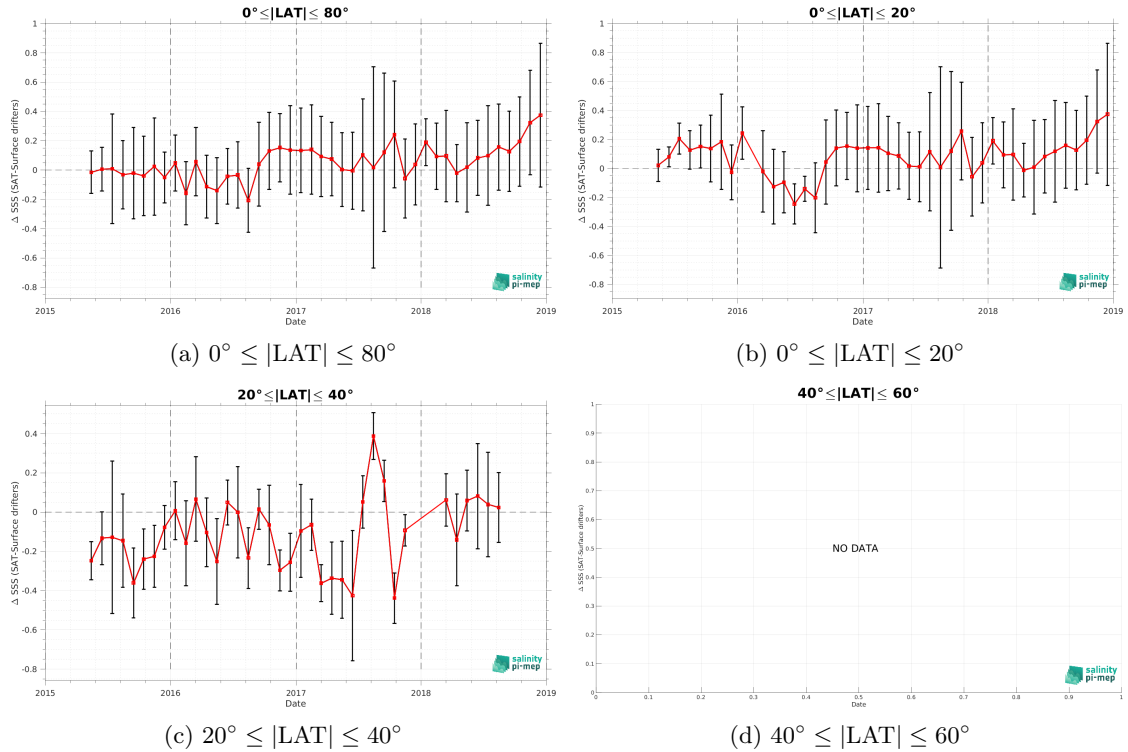 0°≤|LAT|≤ 80°
1
0.8
0.6
0.4
0.2
0
-0.2
-0.4
-0.6
-0.8
Δ SSS (SAT-Surface drifters)
2015
2016
2017
2018
2019
Date
salinity
pi-mep
(a) 0° ≤ |LAT| ≤ 80°
0°≤|LAT|≤ 20°
1
0.8
0.6
0.4
0.2
0
-0.2
-0.4
-0.6
-0.8
Δ SSS (SAT-Surface drifters)
2015
2016
2017
2018
2019
Date
salinity
pi-mep
(b) 0° ≤ |LAT| ≤ 20°
20°≤|LAT|≤ 40°
0.4
0.2
0
-0.2
-0.4
-0.6
-0.8
Δ SSS (SAT-Surface drifters)
2015
2016
2017
2018
2019
Date
salinity
pi-mep
(c) 20° ≤ |LAT| ≤ 40°
40°≤|LAT|≤ 60°
1
0.9
0.8
0.7
0.6
0.5
0.4
0.3
0.2
0.1
0
Δ SSS (SAT-Surface drifters)
NO DATA
0
0.1
0.2
0.3
0.4
0.5
0.6
0.7
0.8
0.9
1
Date
salinity
pi-mep
(d) 40° ≤ |LAT| ≤ 60°